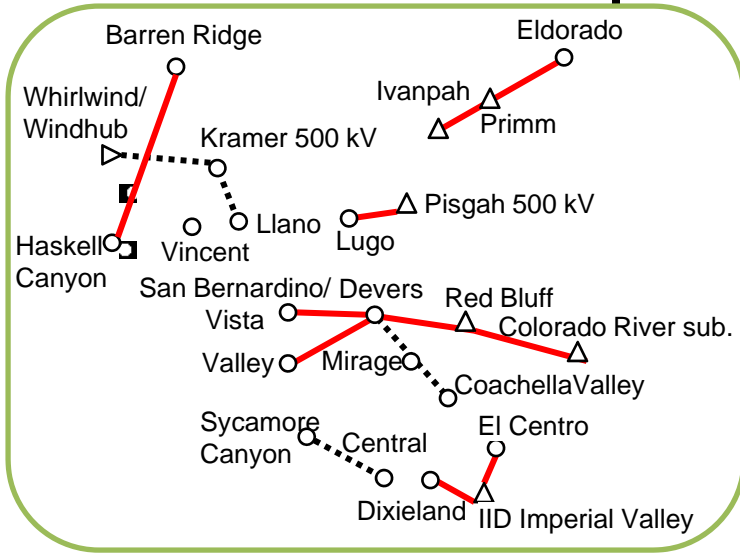 Barren Ridge
Eldorado
Whirlwind/
Windhub
Ivanpah
Primm
Kramer 500 kV
Pisgah 500 kV
Llano
Lugo
Vincent
Haskell
Canyon
San Bernardino/ Devers
Vista
Red Bluff
Colorado River sub.
Valley
Mirage
CoachellaValley
Sycamore
Canyon
Central
El Centro
Dixieland
IID Imperial Valley